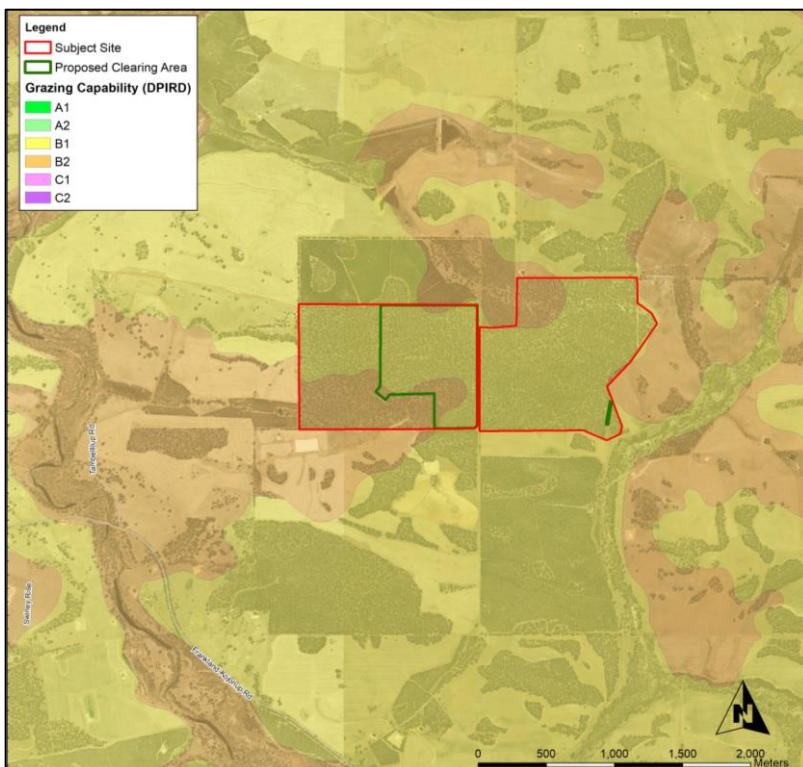 Legend
Subject Site
Proposed Clearing Area
Grazing Capability (DPIRD)
A1
A2
B1
B2
C1
C2
Tambellup Rd
Frankland-Kojonup Rd
N
0 500 1,000 1,500 2,000
Meters